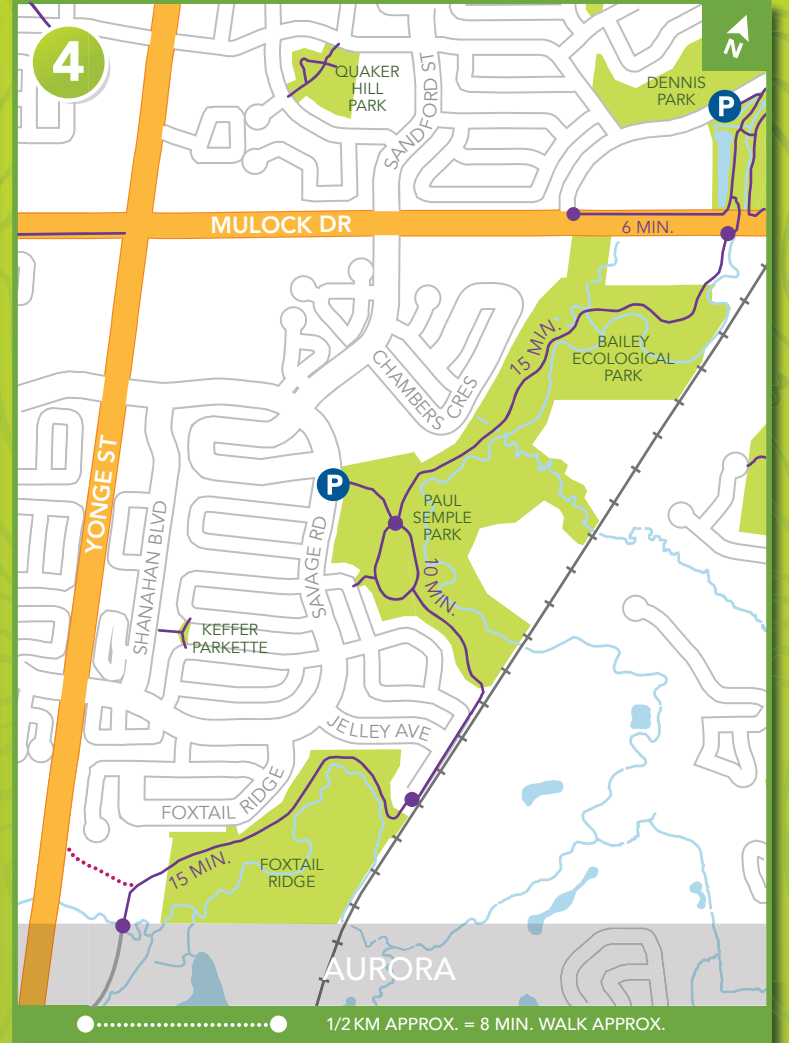 4
N
QUAKER
HILL
PARK
SANDFORD ST
DENNIS
PARK
P
MULOCK DR
6 MIN.
15 MIN.
BAILEY
ECOLOGICAL
PARK
CHAMBERS CRES
YONGE ST
P
PAUL
SEMPLE
PARK
SHANAHAN BLVD
SAVAGE RD
10 MIN.
KEFFER
PARKETTE
JELLEY AVE
FOXTAIL RIDGE
15 MIN.
FOXTAIL
RIDGE
AURORA
1/2 KM APPROX. = 8 MIN. WALK APPROX.